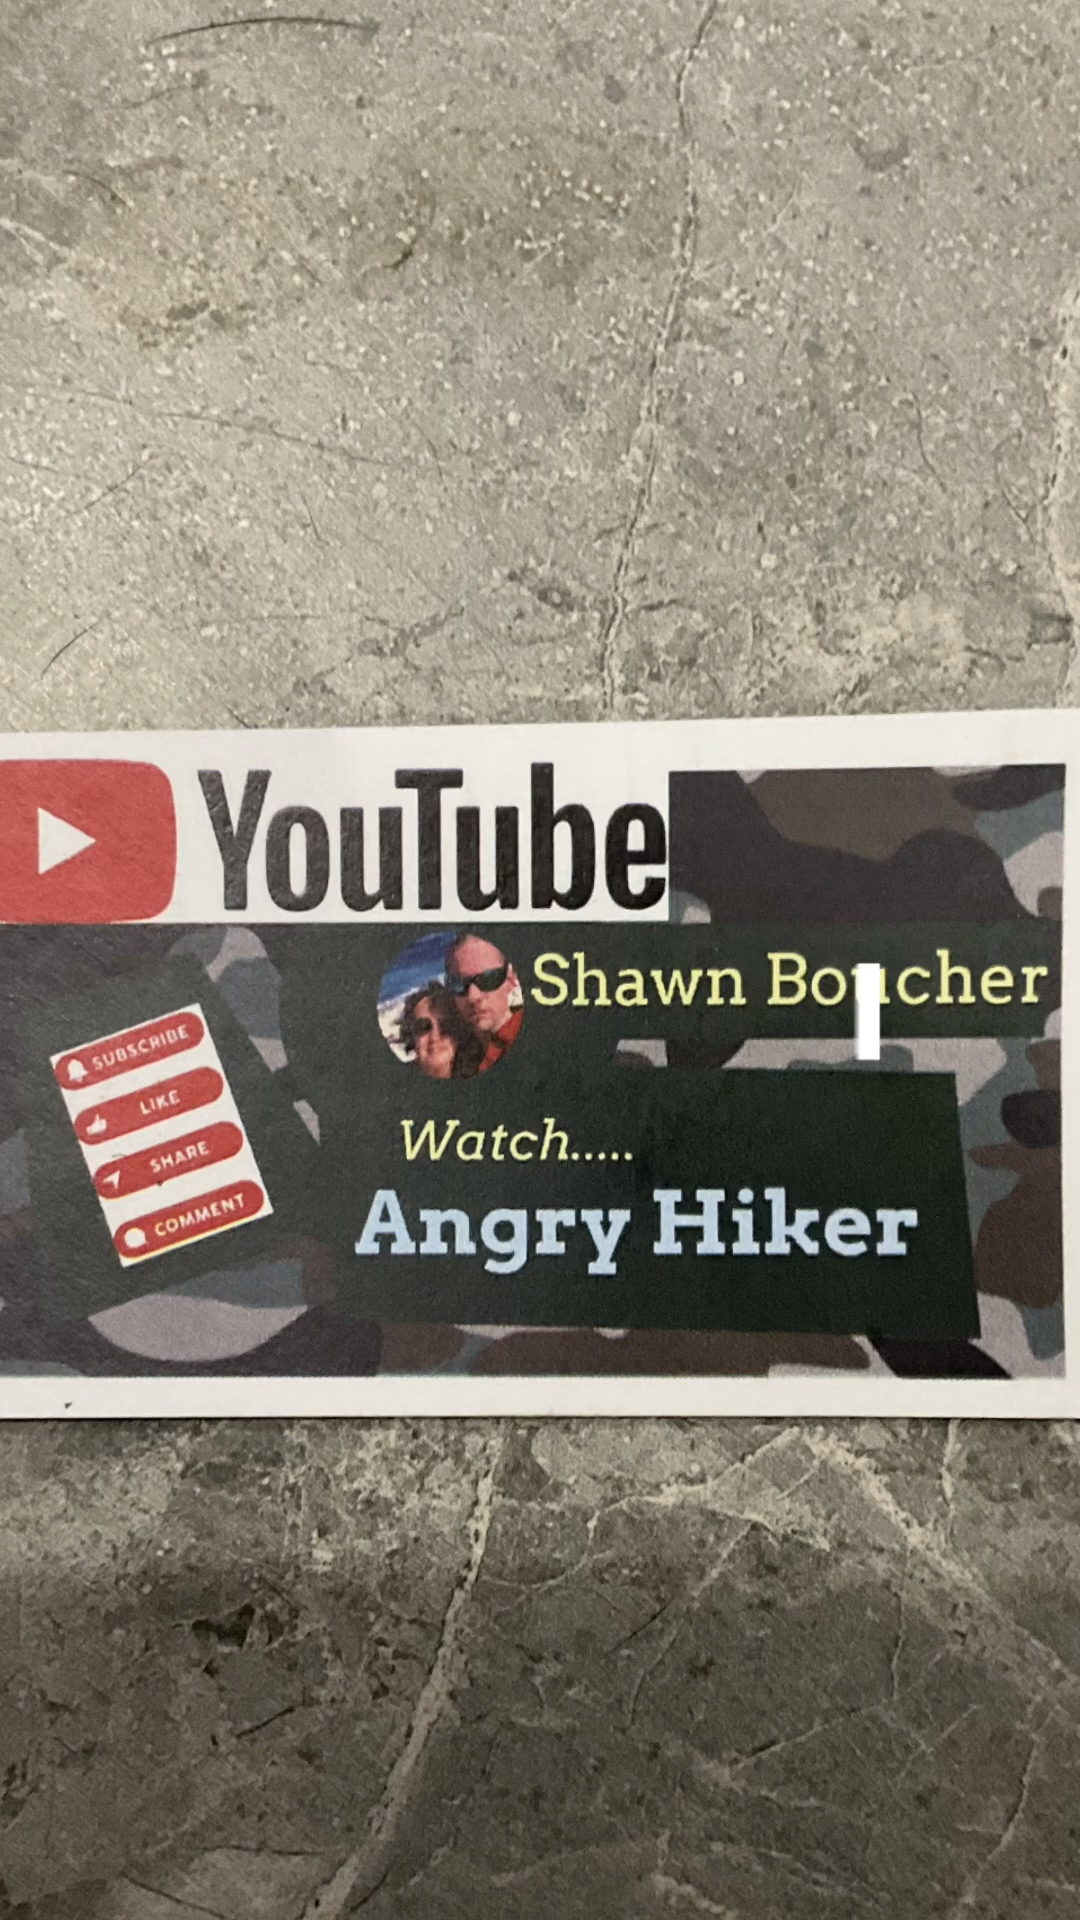 YouTube
Shawn Boucher
SUBSCRIBE
LIKE
SHARE
COMMENT
Watch.....
Angry Hiker